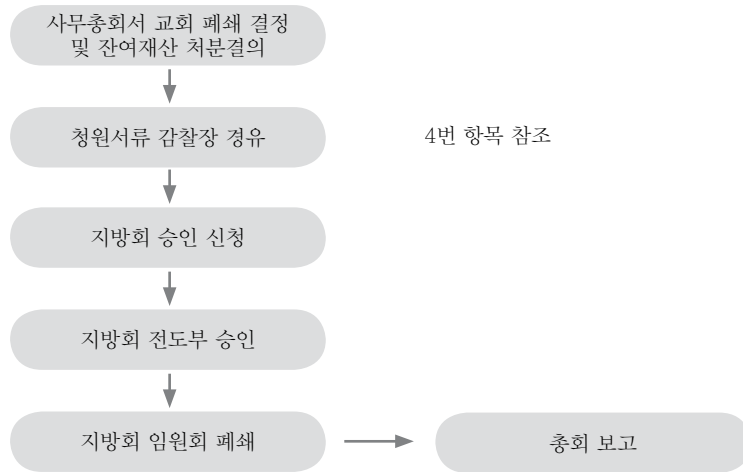 사무총회서 교회 폐쇄 결정
및 잔여재산 처분결의
청원서류 감찰장 경유
4번 항목 참조
지방회 승인 신청
지방회 전도부 승인
지방회 임원회 폐쇄
총회 보고